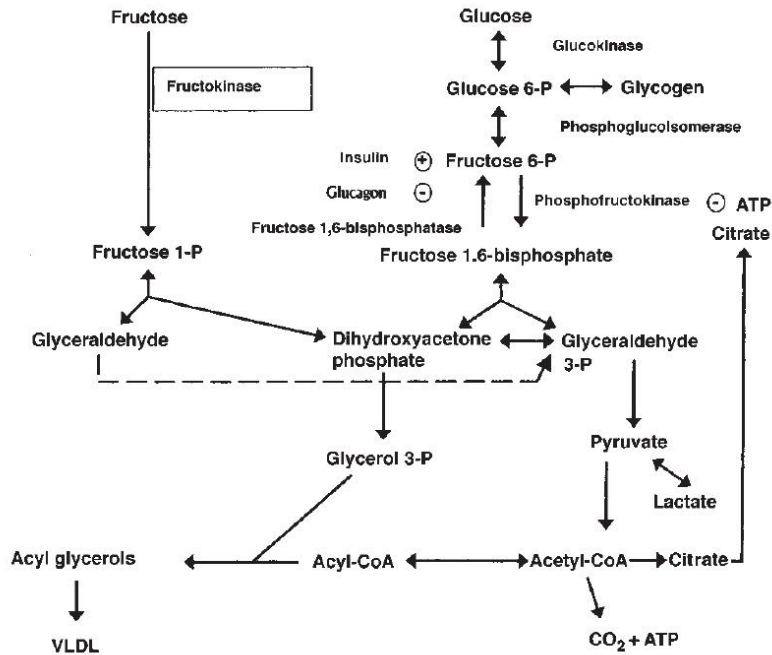 Fructose
Glucose
Glucokinase
Fructokinase
Glucose 6-P
Glycogen
Phosphoglucoisomerase
Insulin + Fructose 6-P
Glucagon -
Phosphofructokinase - ATP
Fructose 1,6-bisphosphatase
Citrate
Fructose 1-P
Fructose 1.6-bisphosphate
Glyceraldehyde
Dihydroxyacetone
phosphate
Glyceraldehyde
3-P
Pyruvate
Glycerol 3-P
Lactate
Acyl glycerols
Acyl-CoA
Acetyl-CoA
Citrate
VLDL
CO₂ + ATP